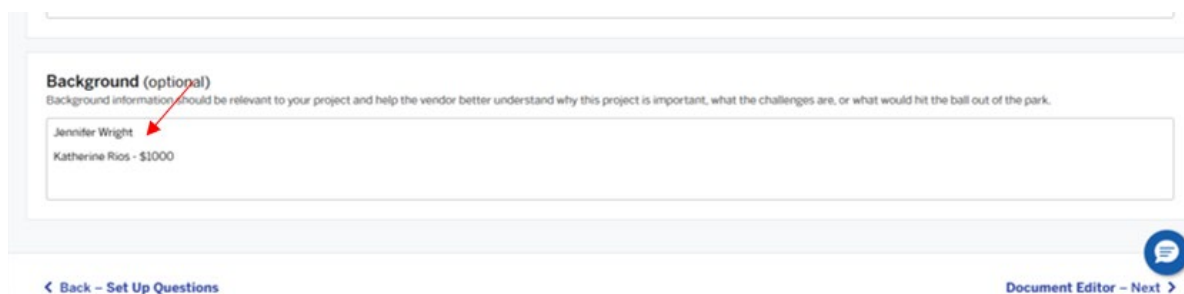 Background (optional)
Background information should be relevant to your project and help the vendor better understand why this project is important, what the challenges are, or what would hit the ball out of the park.
Jennifer Wright
Katherine Rios - $1000
Back – Set Up Questions
Document Editor – Next